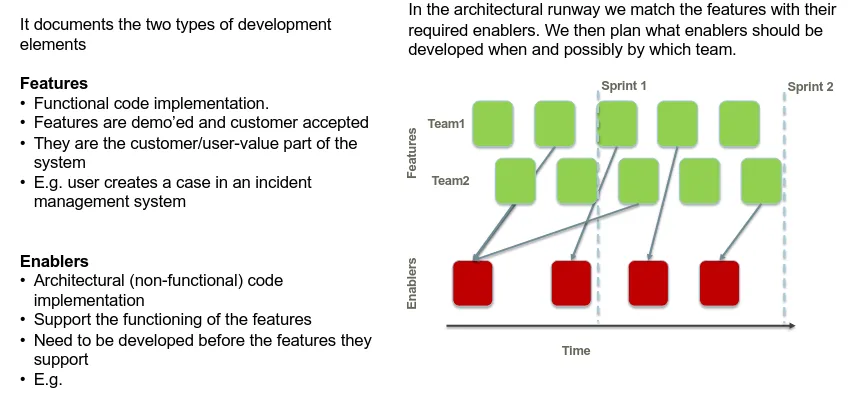 It documents the two types of development
elements
Features
• Functional code implementation.
• Features are demo'ed and customer accepted
• They are the customer/user-value part of the
system
• E.g. user creates a case in an incident
management system
Enablers
• Architectural (non-functional) code
implementation
• Support the functioning of the features
• Need to be developed before the features they
support
• E.g.
In the architectural runway we match the features with their
required enablers. We then plan what enablers should be
developed when and possibly by which team.
Sprint 1
Sprint 2
Team1
Features
Team2
Enablers
Time